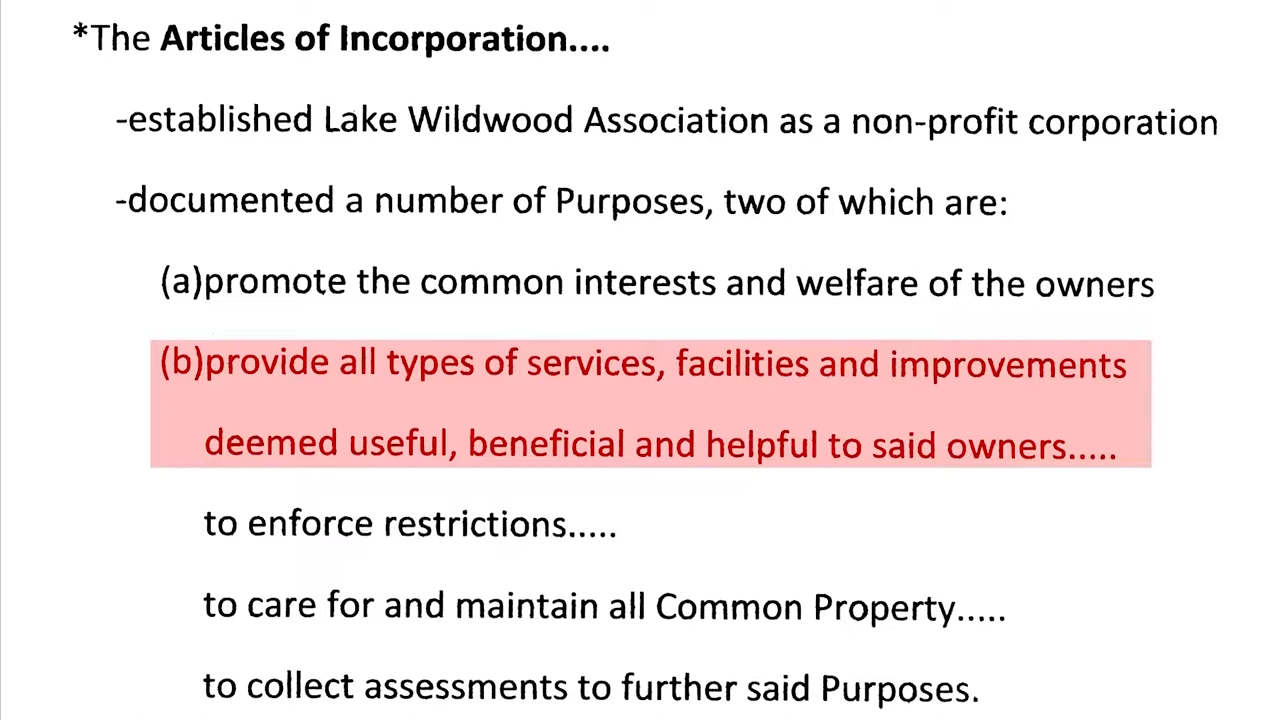 *The Articles of Incorporation....
-established Lake Wildwood Association as a non-profit corporation
-documented a number of Purposes, two of which are:
(a)promote the common interests and welfare of the owners
(b)provide all types of services, facilities and improvements
deemed useful, beneficial and helpful to said owners.....
to enforce restrictions.....
to care for and maintain all Common Property.....
to collect assessments to further said Purposes.